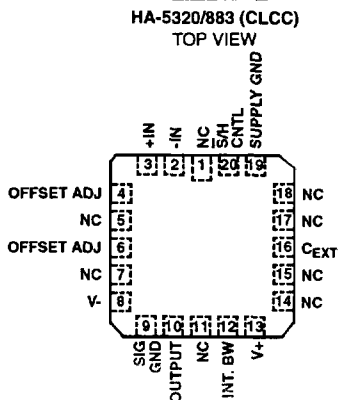 HA-5320/883 (CLCC)
TOP VIEW
+IN
-IN
NC
S̅/H
CNTL
SUPPLY GND
3 2 1 20 19
OFFSET ADJ 4
NC 5
OFFSET ADJ 6
NC 7
V- 8
18 NC
17 NC
16 CEXT
15 NC
14 NC
9 10 11 12 13
SIG
GND
OUTPUT
NC
INT. BW
V+